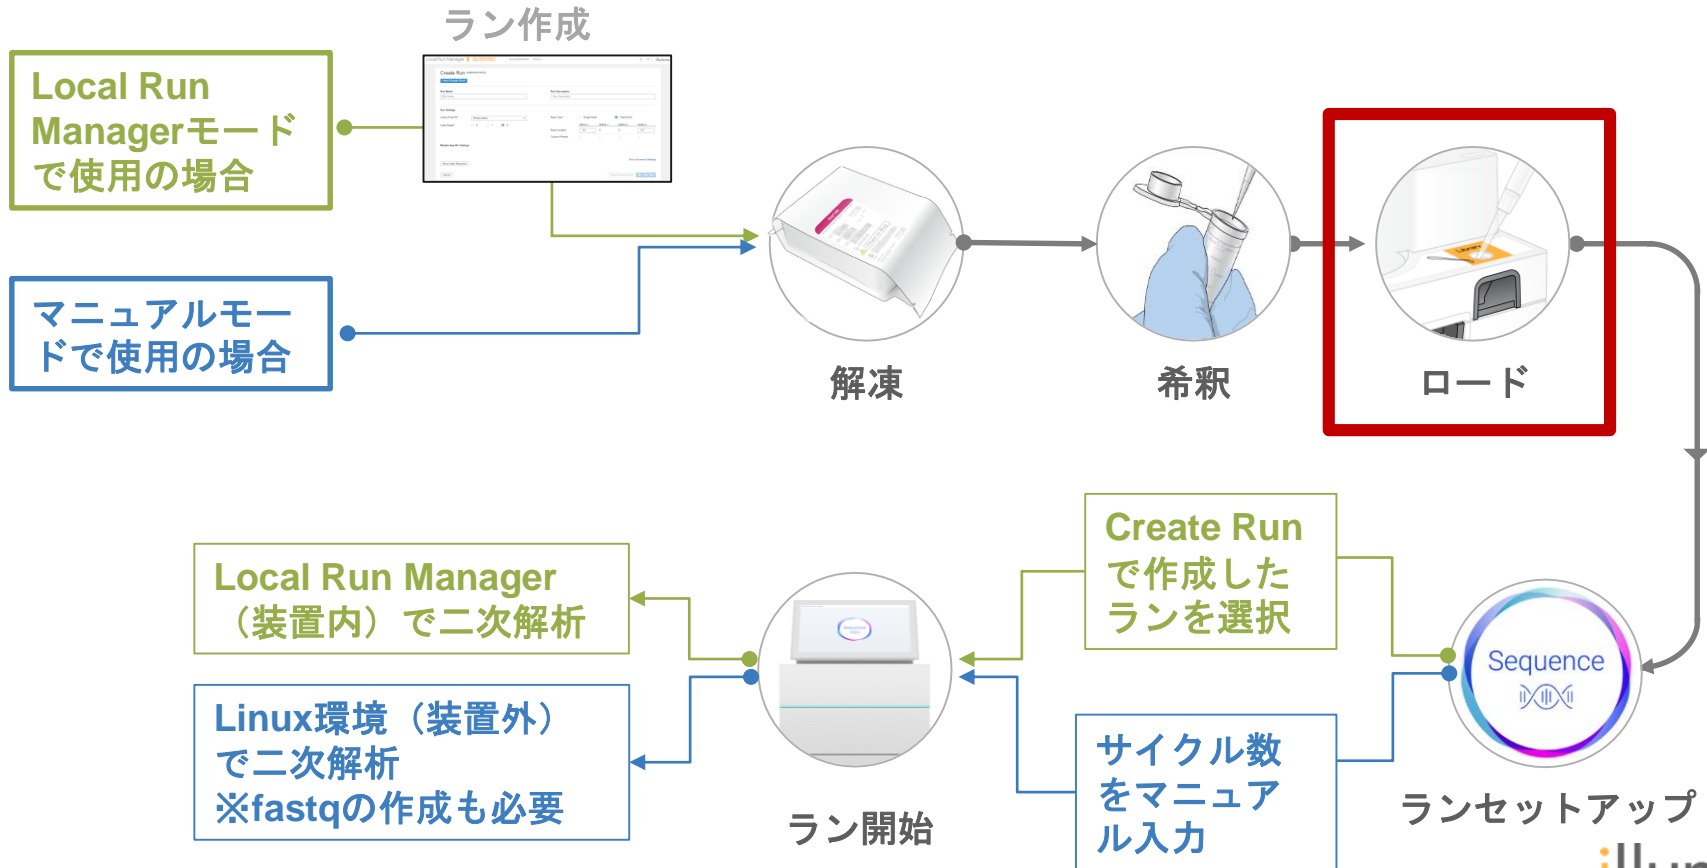 ラン作成
Local Run
Managerモード
で使用の場合
Create Run
マニュアルモー
ドで使用の場合
解凍
希釈
Library
ロード
Local Run Manager
（装置内）で二次解析
Linux環境（装置外）
で二次解析
※fastqの作成も必要
ラン開始
Create Run
で作成した
ランを選択
サイクル数
をマニュア
ル入力
Sequence
ランセットアップ